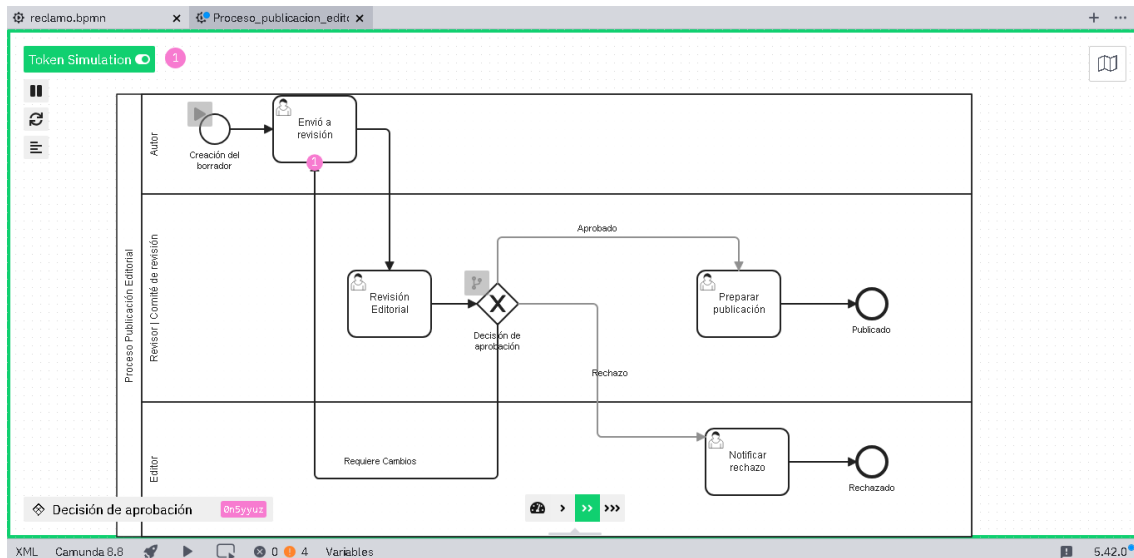 reclamo.bpmn
Proceso_publicacion_edito
Token Simulation
1
Proceso Publicación Editorial
Autor
Creación del
borrador
Envió a
revisión
1
Revisor | Comité de revisión
Revisión
Editorial
Decisión de
aprobación
Aprobado
Preparar
publicación
Publicado
Rechazo
Editor
Requiere Cambios
Notificar
rechazo
Rechazado
Decisión de aprobación
0n5yyuz
XML
Camunda 8.8
0
4
Variables
5.42.0